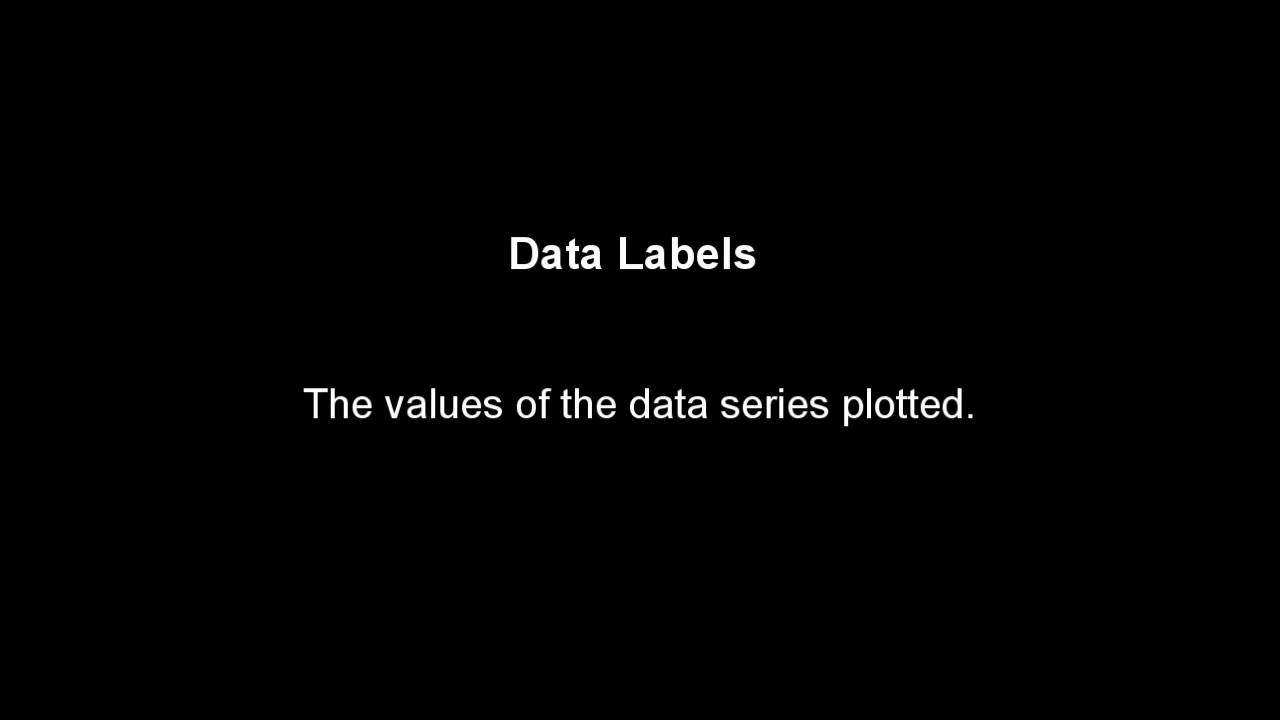 Data Labels
The values of the data series plotted.